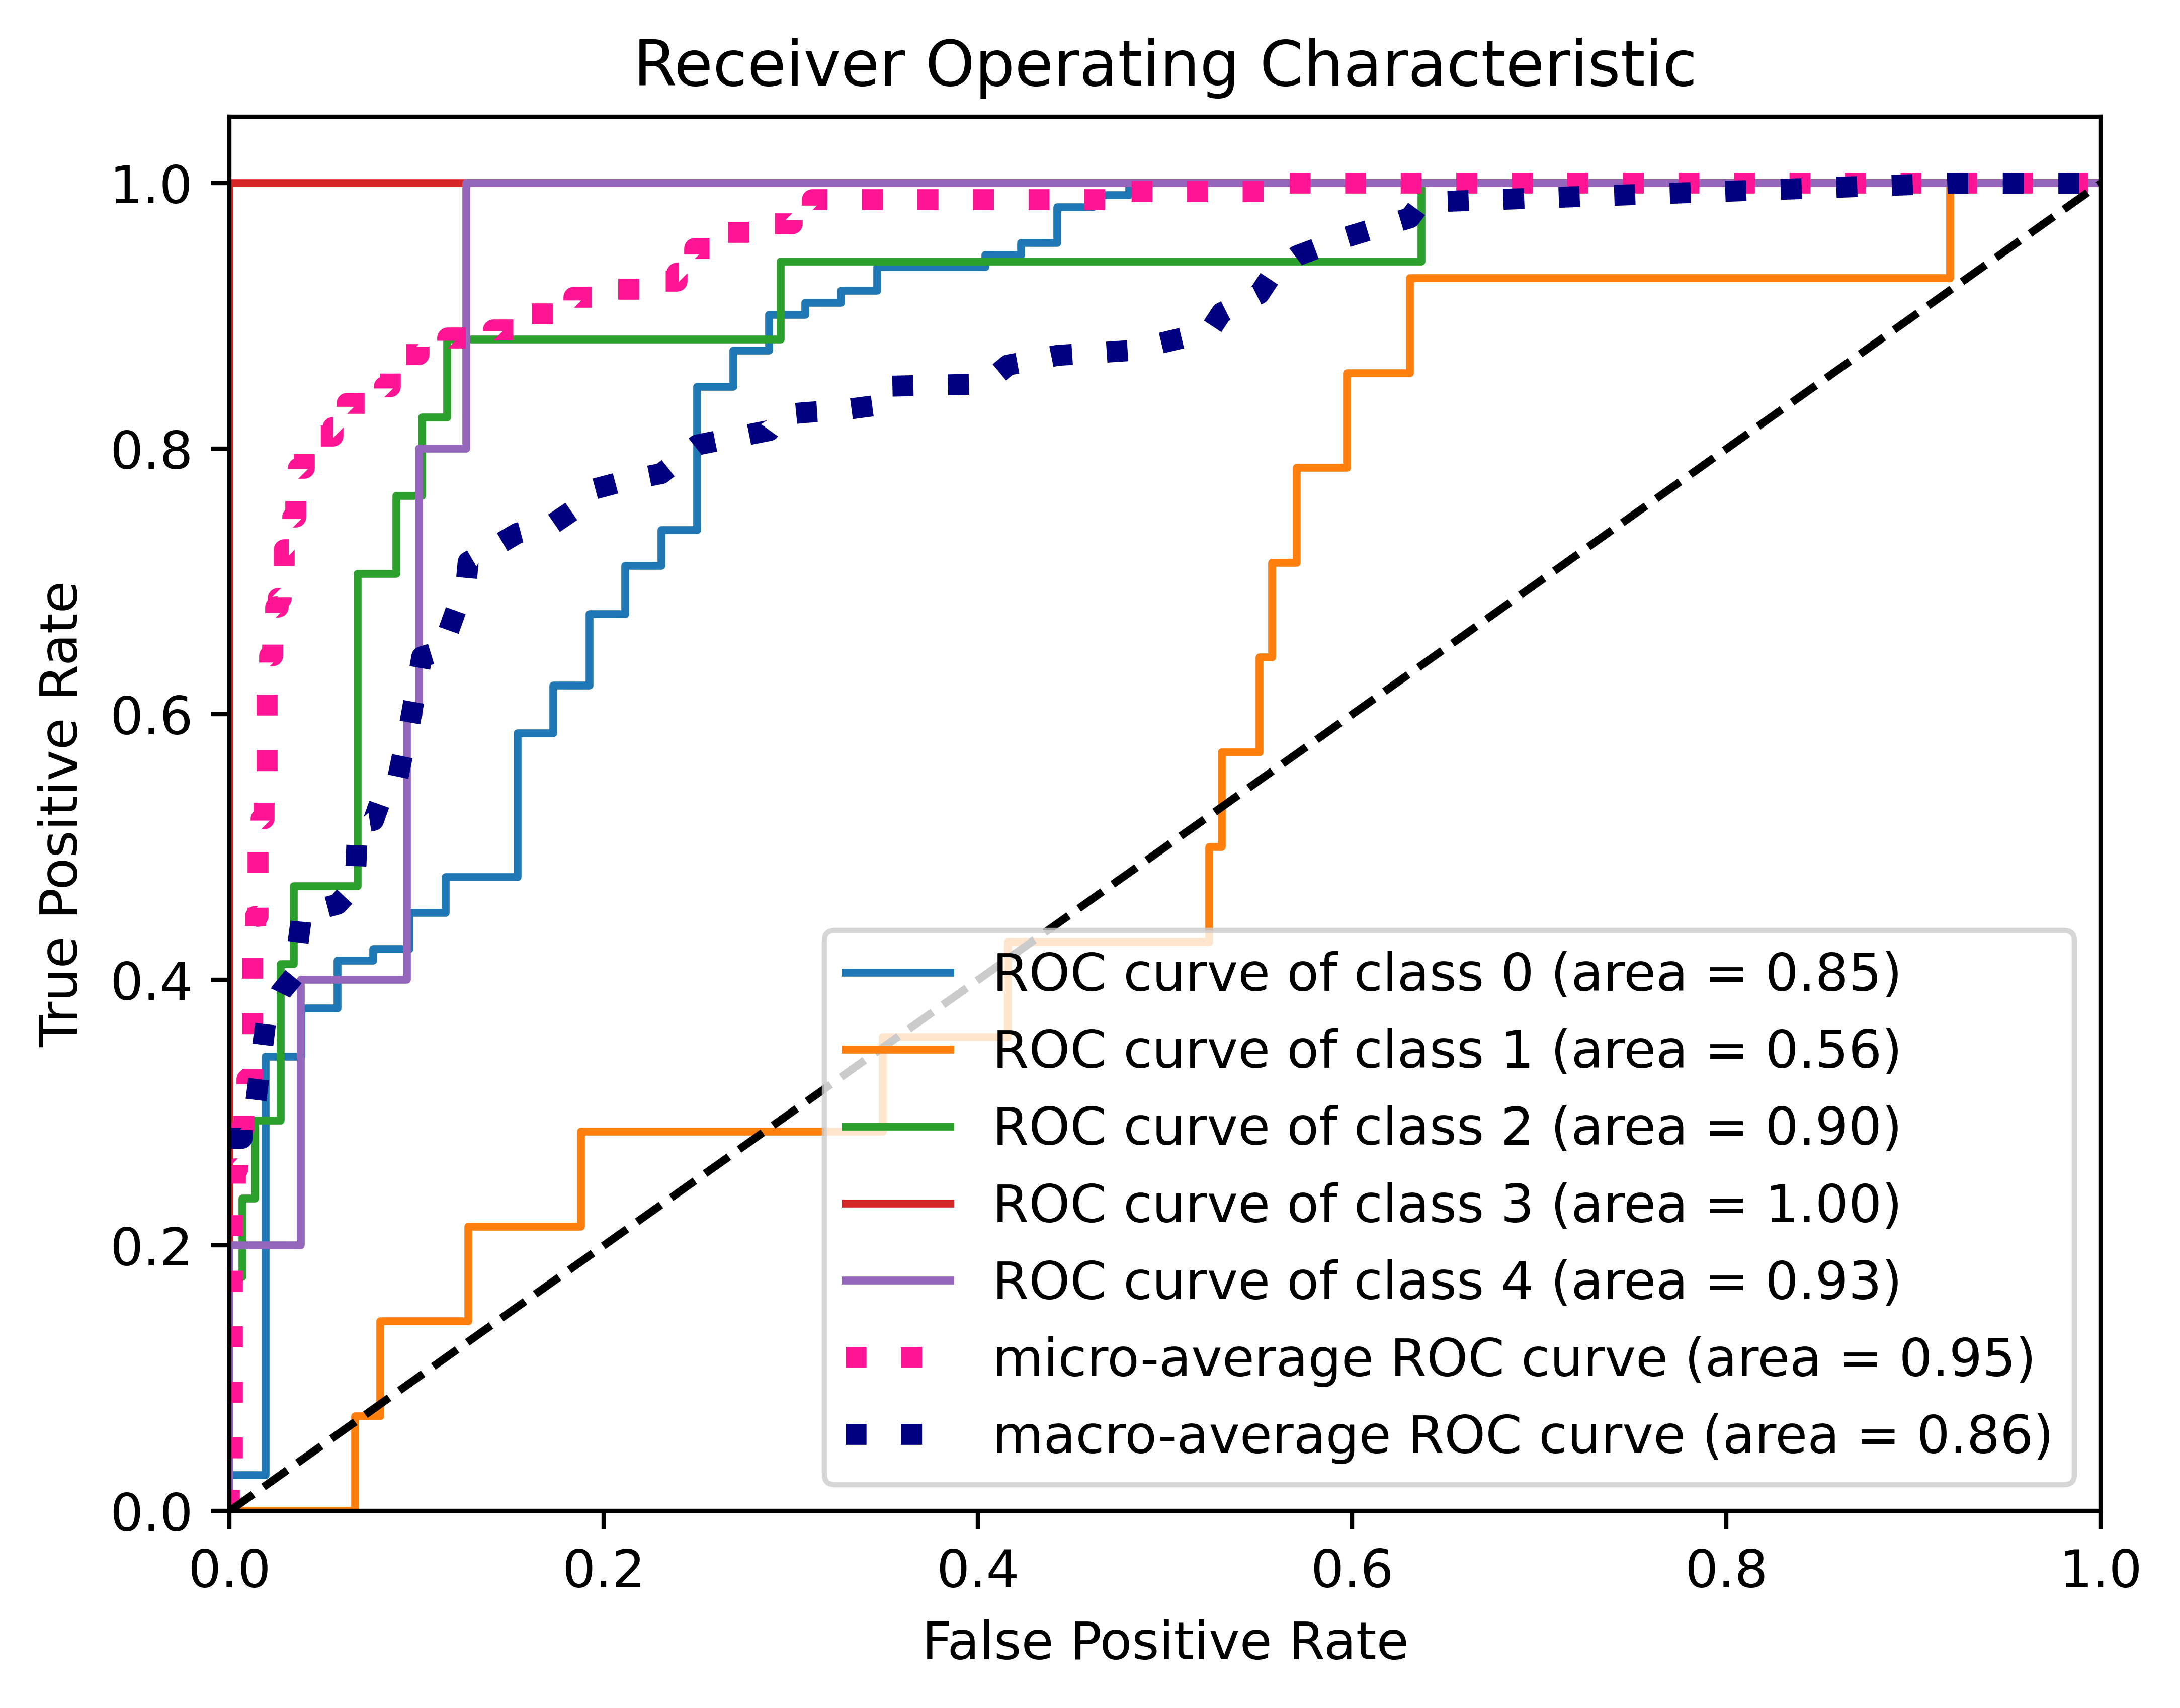 Receiver Operating Characteristic
1.0
0.8
0.6
0.4
0.2
0.0
True Positive Rate
ROC curve of class 0 (area = 0.85)
ROC curve of class 1 (area = 0.56)
ROC curve of class 2 (area = 0.90)
ROC curve of class 3 (area = 1.00)
ROC curve of class 4 (area = 0.93)
micro-average ROC curve (area = 0.95)
macro-average ROC curve (area = 0.86)
0.0 0.2 0.4 0.6 0.8 1.0
False Positive Rate